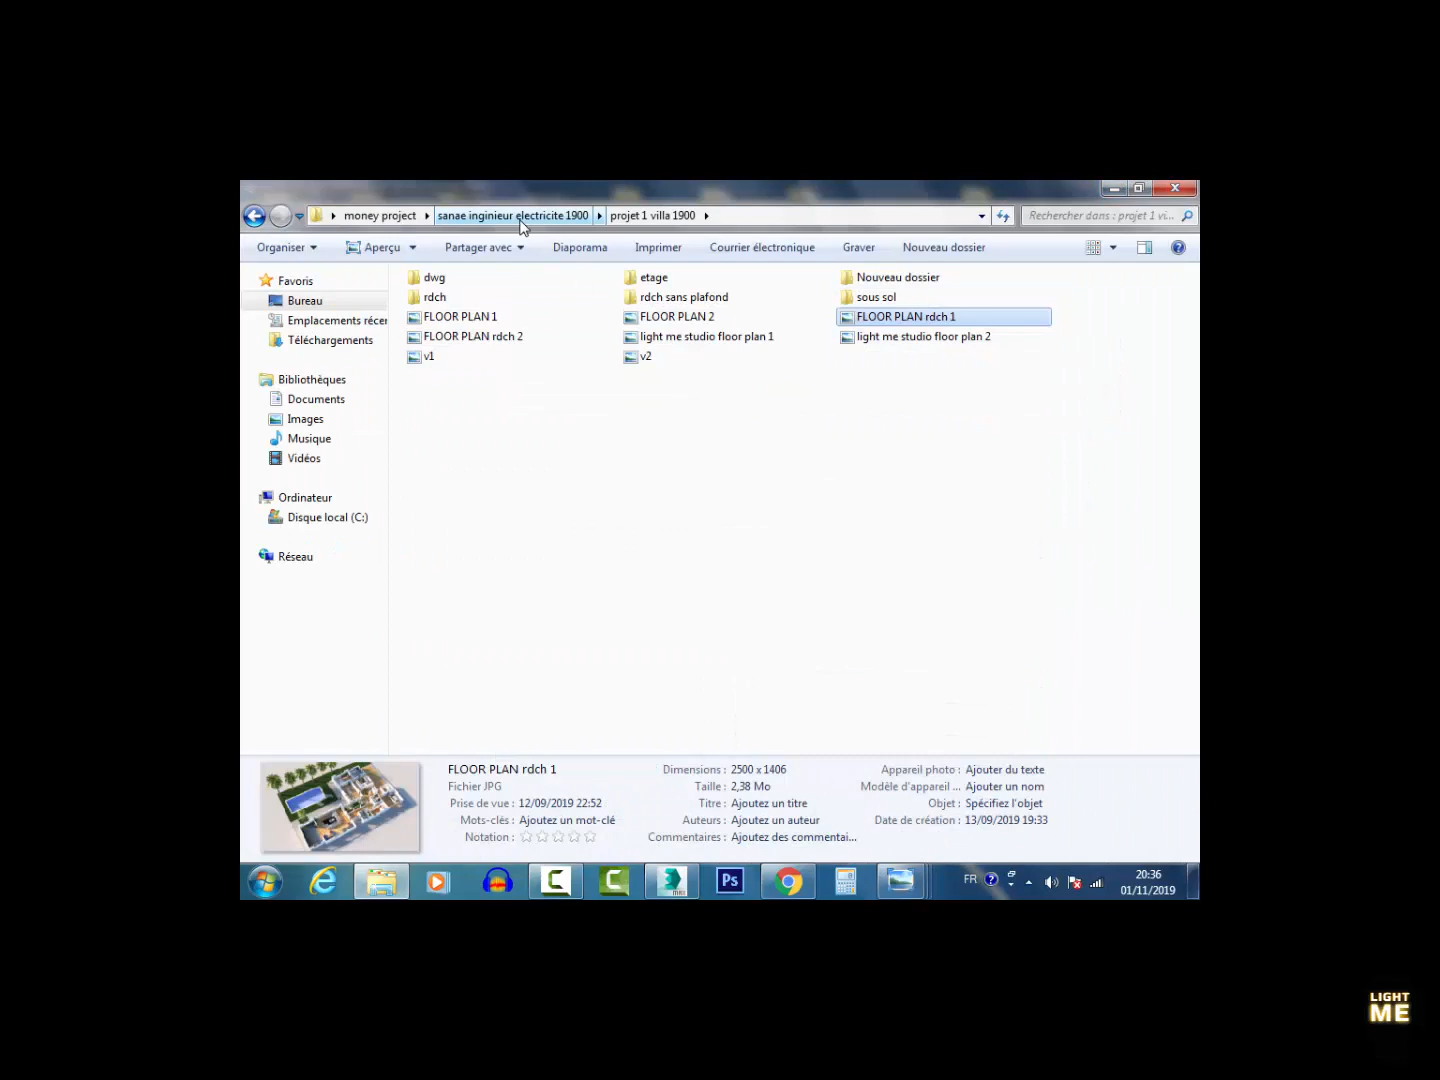 money project
sanae inginieur electricite 1900
projet 1 villa 1900
Rechercher dans : projet 1 vi...
Organiser
Aperçu
Partager avec
Diaporama
Imprimer
Courrier électronique
Graver
Nouveau dossier
Favoris
Bureau
Emplacements récer
Téléchargements
Bibliothèques
Documents
Images
Musique
Vidéos
Ordinateur
Disque local (C:)
Réseau
dwg
etage
Nouveau dossier
rdch
rdch sans plafond
sous sol
FLOOR PLAN 1
FLOOR PLAN 2
FLOOR PLAN rdch 1
FLOOR PLAN rdch 2
light me studio floor plan 1
light me studio floor plan 2
v1
v2
FLOOR PLAN rdch 1
Fichier JPG
Prise de vue : 12/09/2019 22:52
Mots-clés : Ajoutez un mot-clé
Notation :
Dimensions : 2500 x 1406
Taille : 2,38 Mo
Titre : Ajoutez un titre
Auteurs : Ajoutez un auteur
Commentaires : Ajoutez des commentai...
Appareil photo : Ajouter du texte
Modèle d'appareil ... Ajoutez un nom
Objet : Spécifiez l'objet
Date de création : 13/09/2019 19:33
MAX
Ps
FR
20:36
01/11/2019
LIGHT
ME